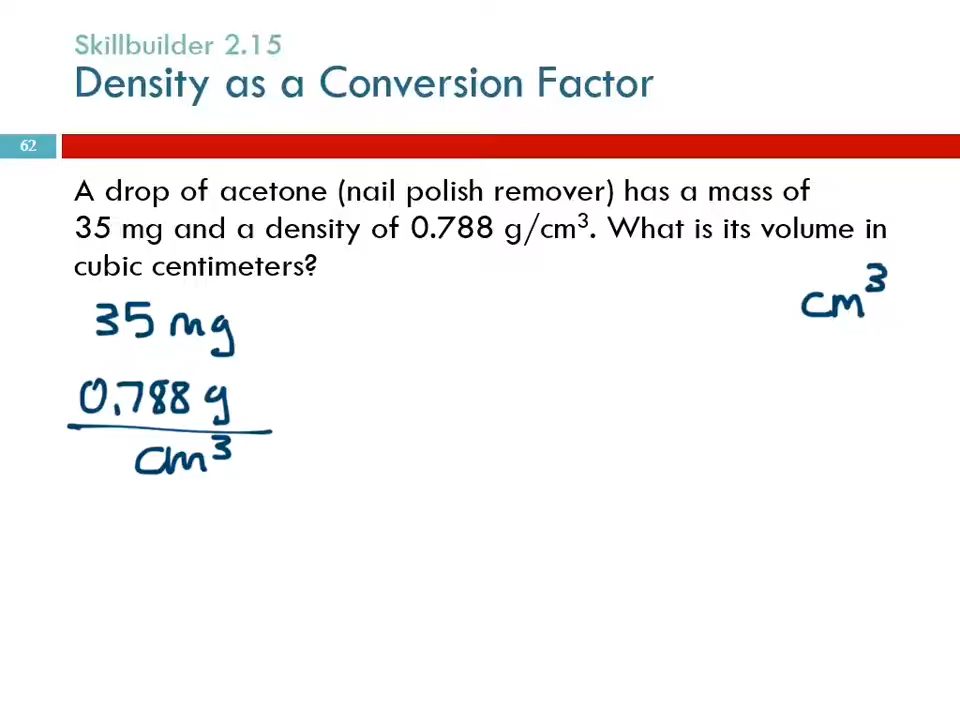 Skillbuilder 2.15
Density as a Conversion Factor
62
A drop of acetone (nail polish remover) has a mass of
35 mg and a density of 0.788 g/cm³. What is its volume in
cubic centimeters?
cm³
35 mg
0.788 g
cm³